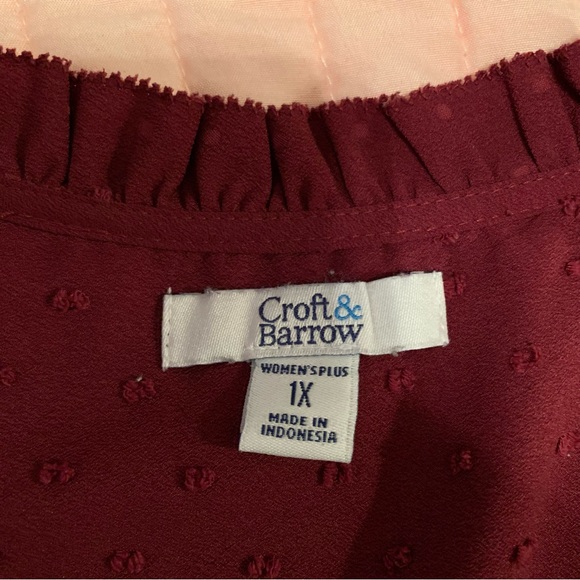 Croft&
Barrow
WOMEN'S PLUS
1X
MADE IN
INDONESIA